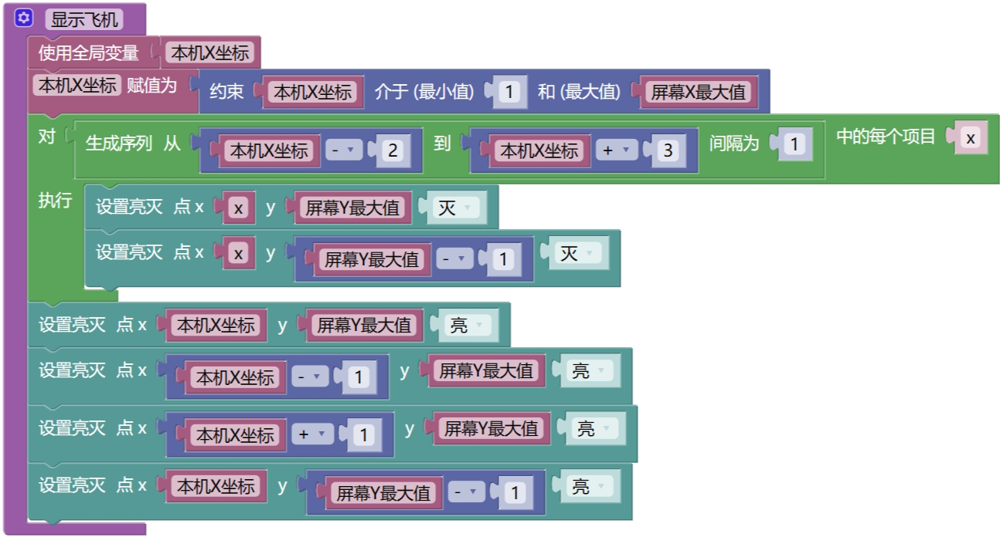 显示飞机
使用全局变量 本机X坐标
本机X坐标 赋值为 约束 本机X坐标 介于 (最小值) 1 和 (最大值) 屏幕X最大值
对 生成序列 从 本机X坐标 - 2 到 本机X坐标 + 3 间隔为 1 中的每个项目 x
执行 设置亮灭 点 x x y 屏幕Y最大值 灭
设置亮灭 点 x x y 屏幕Y最大值 - 1 灭
设置亮灭 点 x 本机X坐标 y 屏幕Y最大值 亮
设置亮灭 点 x 本机X坐标 - 1 y 屏幕Y最大值 亮
设置亮灭 点 x 本机X坐标 + 1 y 屏幕Y最大值 亮
设置亮灭 点 x 本机X坐标 y 屏幕Y最大值 - 1 亮